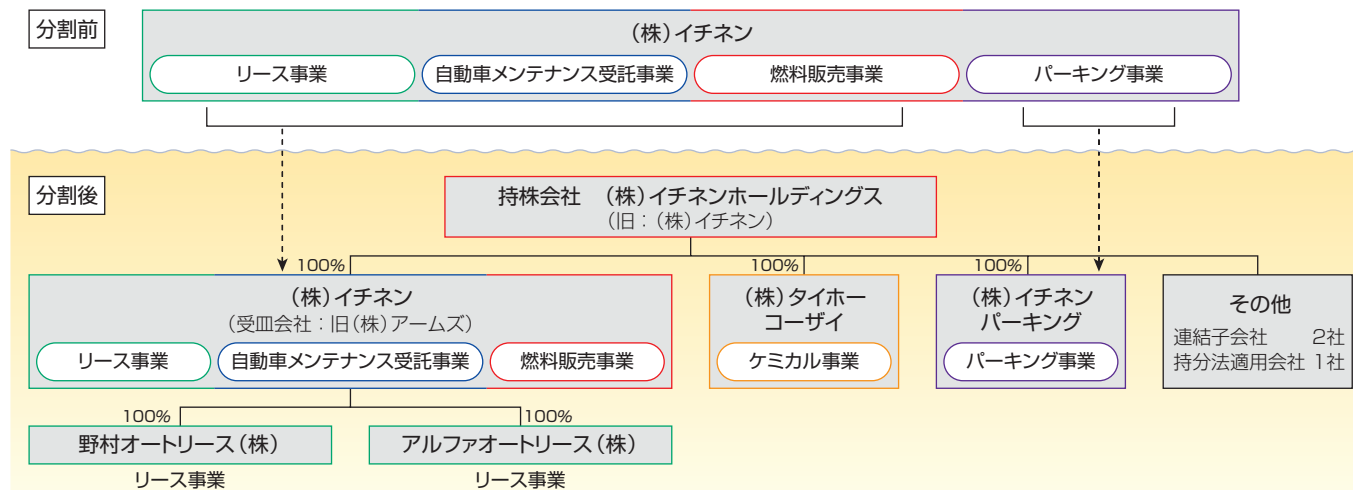 分割前
(株)イチネン
リース事業 自動車メンテナンス受託事業 燃料販売事業 パーキング事業
分割後
持株会社 (株)イチネンホールディングス
(旧:(株)イチネン)
100% 100% 100%
(株)イチネン
(受皿会社:旧(株)アームズ)
リース事業 自動車メンテナンス受託事業 燃料販売事業
(株)タイホー
コーザイ
ケミカル事業
(株)イチネン
パーキング
パーキング事業
その他
連結子会社 2社
持分法適用会社 1社
100% 100%
野村オートリース(株) アルファオートリース(株)
リース事業 リース事業